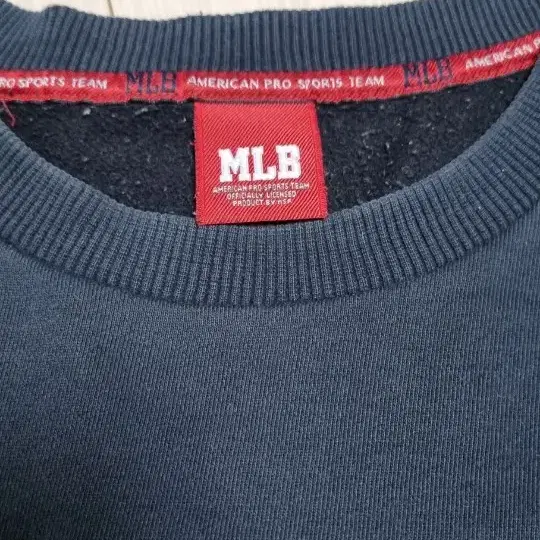 RO SPORTS TEAM MLB AMERICAN PRO SPORTS TEAM MLB AMERICAN P
MLB
AMERICAN PRO SPORTS TEAM
OFFICIALLY LICENSED
PRODUCT BY HSP